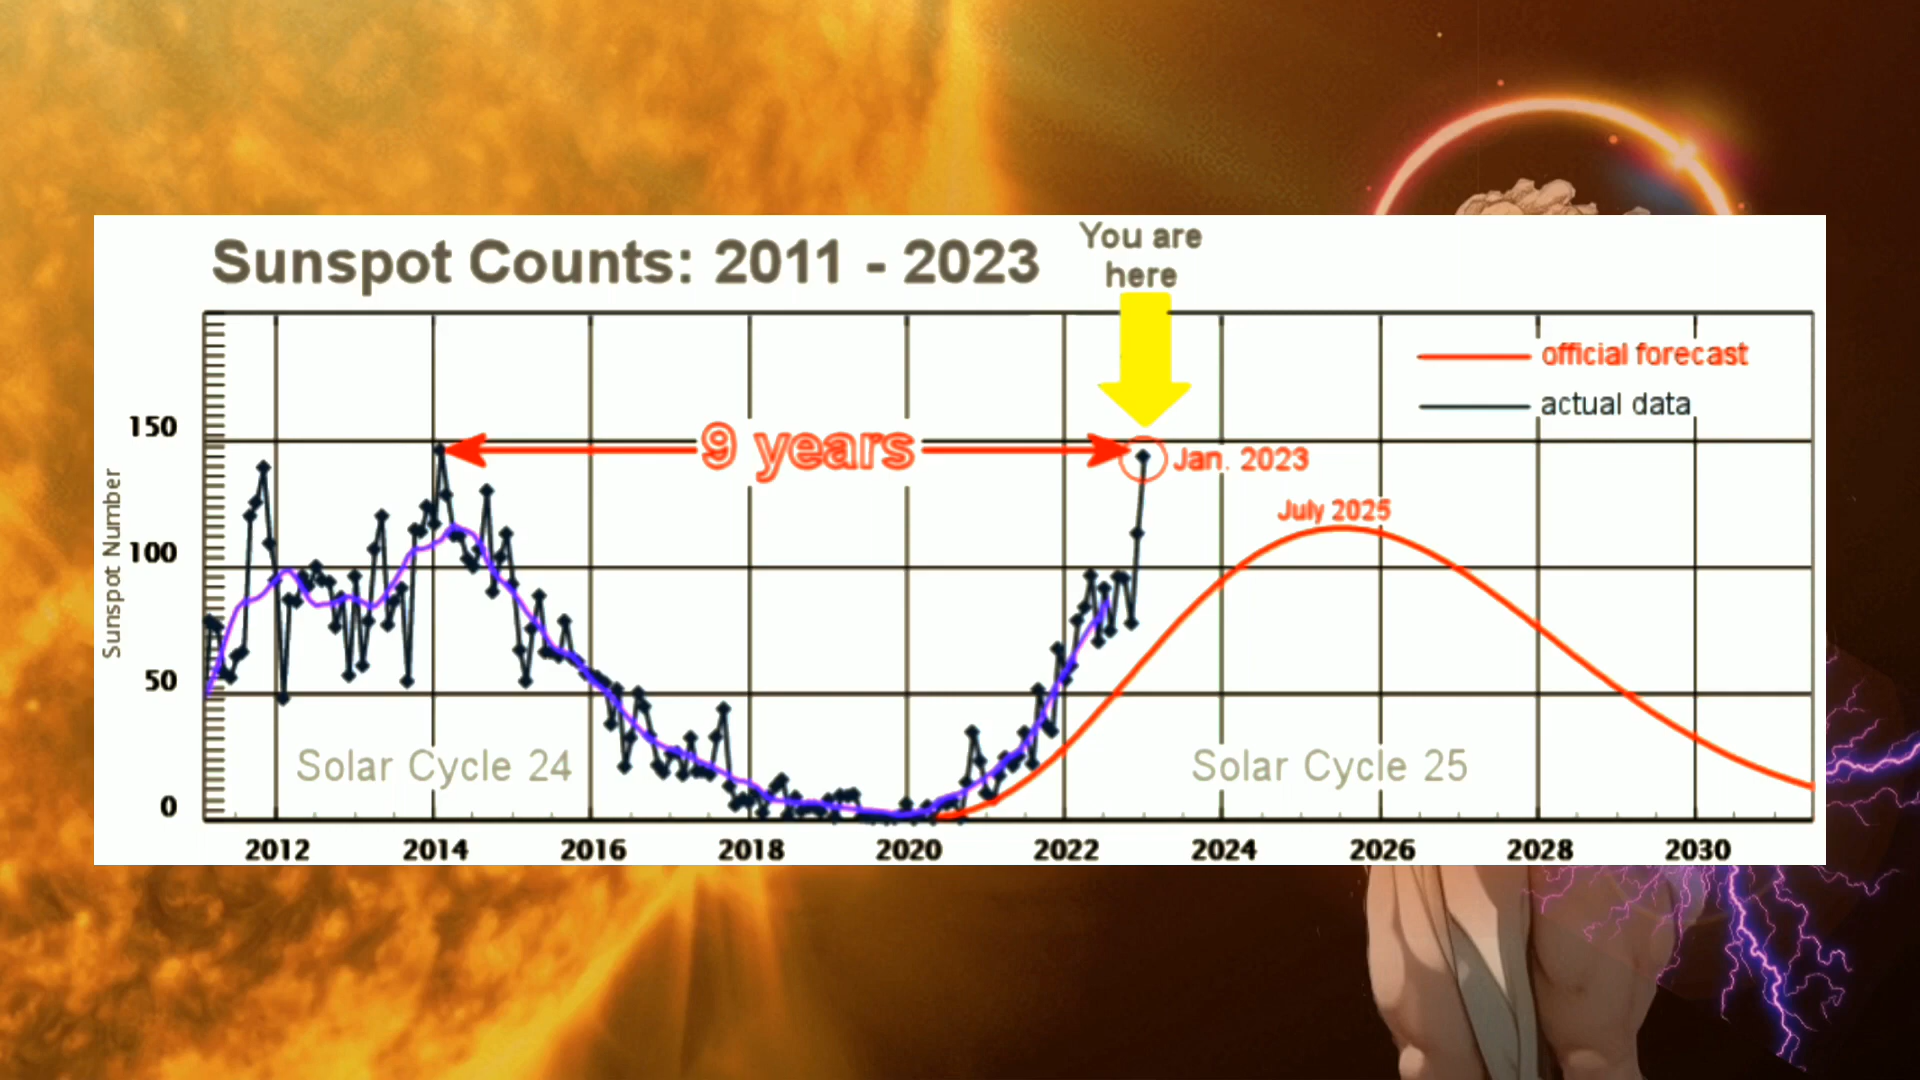 Sunspot Counts: 2011 - 2023
You are
here
official forecast
actual data
150
9 years
Jan. 2023
July 2025
100
Sunspot Number
50
Solar Cycle 24
Solar Cycle 25
0
2012 2014 2016 2018 2020 2022 2024 2026 2028 2030